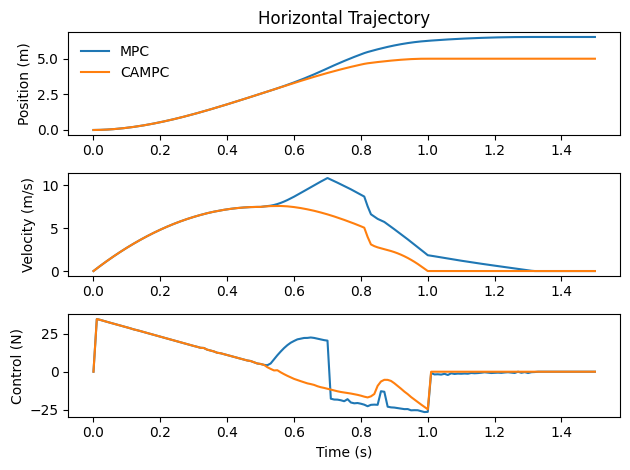 Horizontal Trajectory
Position (m)
5.0
2.5
0.0
MPC
CAMPC
0.0 0.2 0.4 0.6 0.8 1.0 1.2 1.4
Velocity (m/s)
10
5
0
0.0 0.2 0.4 0.6 0.8 1.0 1.2 1.4
Control (N)
25
0
−25
0.0 0.2 0.4 0.6 0.8 1.0 1.2 1.4
Time (s)